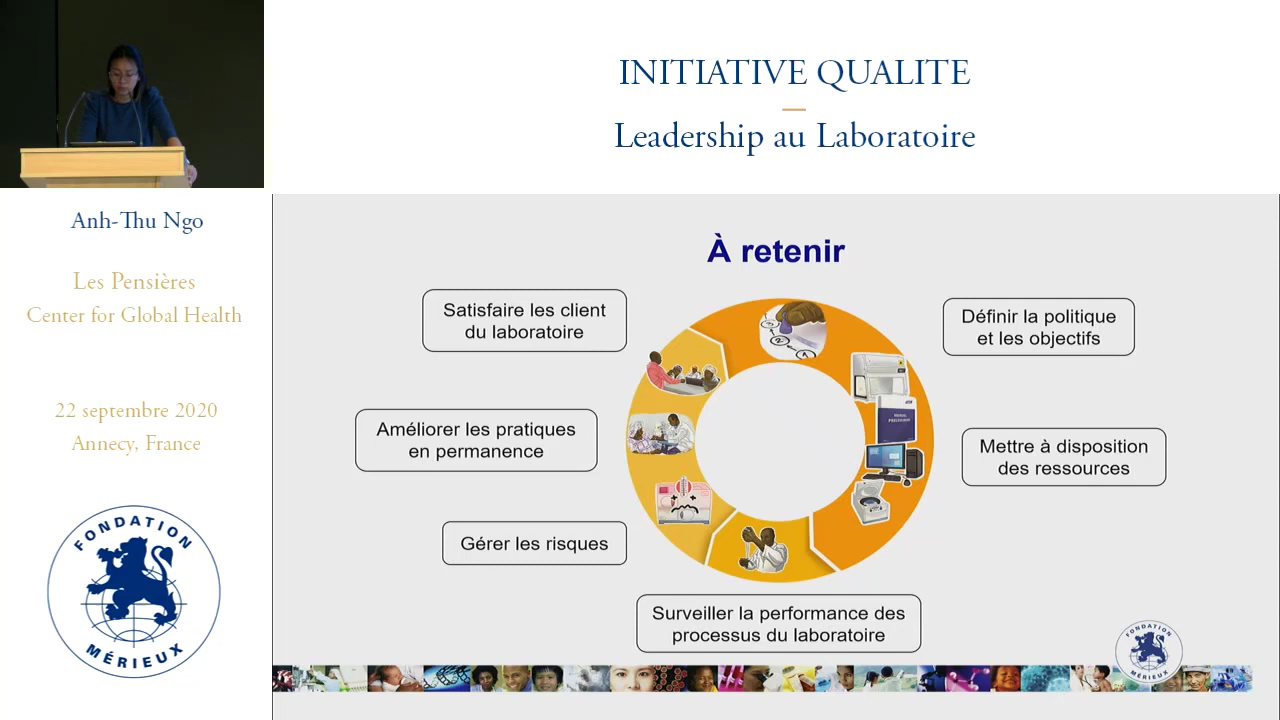 INITIATIVE QUALITE
Leadership au Laboratoire
Anh-Thu Ngo
Les Pensières
Center for Global Health
22 septembre 2020
Annecy, France
FONDATION
MÉRIEUX
À retenir
Satisfaire les client
du laboratoire
Définir la politique
et les objectifs
Améliorer les pratiques
en permanence
Mettre à disposition
des ressources
Gérer les risques
Surveiller la performance des
processus du laboratoire
FONDATION
MÉRIEUX